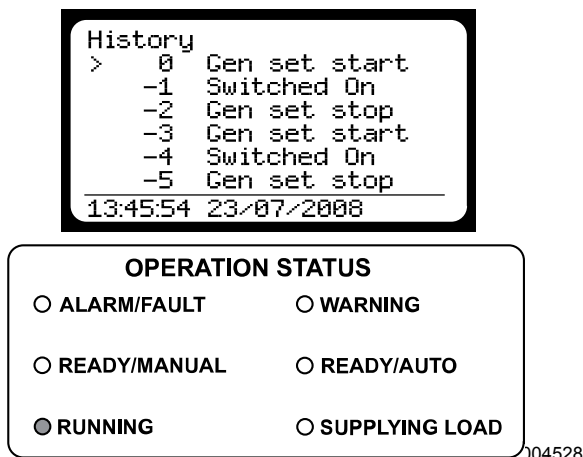 History
> 0 Gen set start
-1 Switched On
-2 Gen set stop
-3 Gen set start
-4 Switched On
-5 Gen set stop
13:45:54 23/07/2008
OPERATION STATUS
ALARM/FAULT WARNING
READY/MANUAL READY/AUTO
RUNNING SUPPLYING LOAD
004528